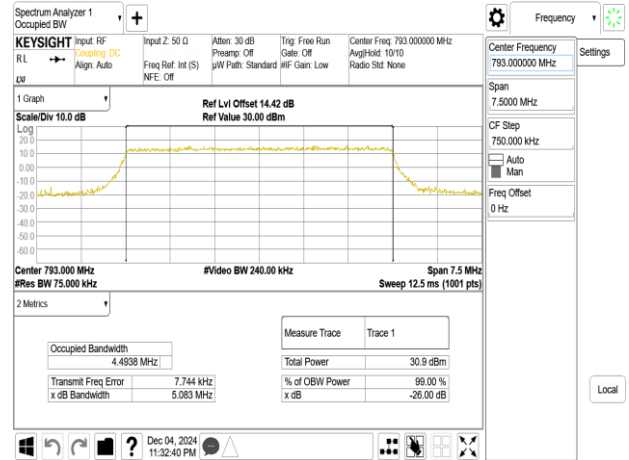 Spectrum Analyzer 1
Occupied BW
KEYSIGHT
RL
LXI
Input: RF
Coupling: DC
Align: Auto
Input Z: 50 Ω
Freq Ref: Int (S)
NFE: Off
Atten: 30 dB
Preamp: Off
µW Path: Standard
Trig: Free Run
Gate: Off
#IF Gain: Low
Center Freq: 793.000000 MHz
Avg|Hold: 10/10
Radio Std: None
1 Graph
Scale/Div 10.0 dB
Ref Lvl Offset 14.42 dB
Ref Value 30.00 dBm
Log
20.0
10.0
0.00
-10.0
-20.0
-30.0
-40.0
-50.0
-60.0
Center 793.000 MHz
#Res BW 75.000 kHz
#Video BW 240.00 kHz
Span 7.5 MHz
Sweep 12.5 ms (1001 pts)
2 Metrics
Occupied Bandwidth
4.4938 MHz
Transmit Freq Error 7.744 kHz
x dB Bandwidth 5.083 MHz
Measure Trace Trace 1
Total Power 30.9 dBm
% of OBW Power 99.00 %
x dB -26.00 dB
?
Dec 04, 2024
11:32:40 PM
Frequency
Center Frequency
793.000000 MHz
Span
7.5000 MHz
CF Step
750.000 kHz
Auto
Man
Freq Offset
0 Hz
Settings
Local